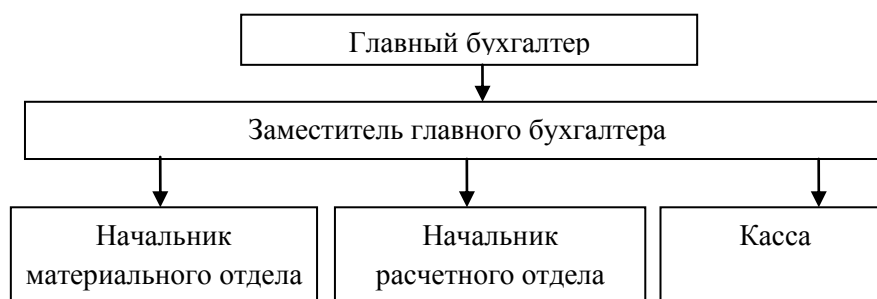 Главный бухгалтер
Заместитель главного бухгалтера
Начальник
материального отдела
Начальник
расчетного отдела
Касса